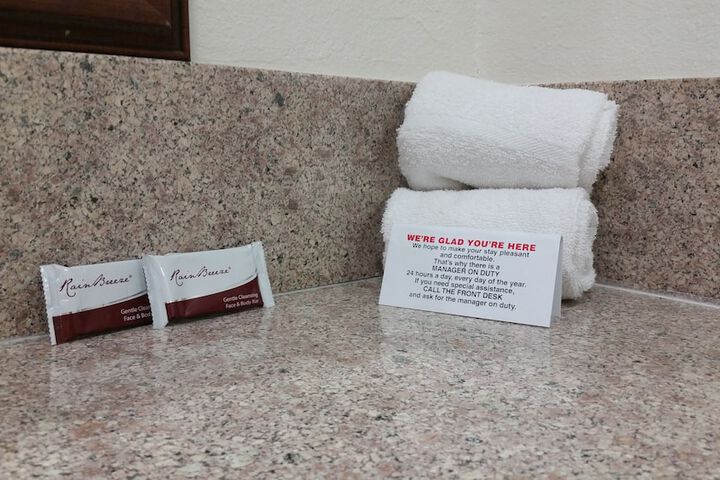 RainBreeze®
Gentle Cleansing
Face & Bod
RainBreeze®
Gentle Cleansing
Face & Body Bar
WE'RE GLAD YOU'RE HERE
We hope to make your stay pleasant
and comfortable.
That's why there is a
MANAGER ON DUTY
24 hours a day, every day of the year.
If you need special assistance,
CALL THE FRONT DESK
and ask for the manager on duty.